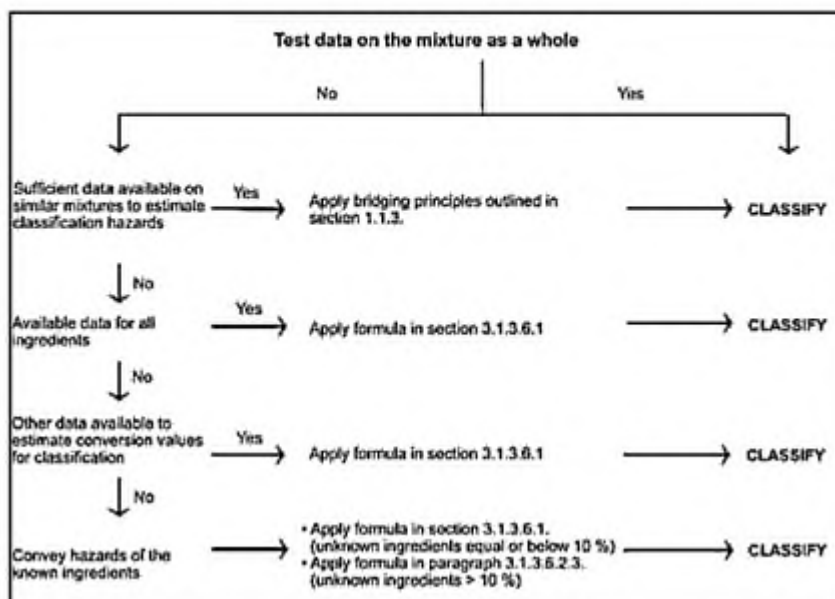 Test data on the mixture as a whole
No
Yes
Sufficient data available on
similar mixtures to estimate
classification hazards
Yes
Apply bridging principles outlined in
section 1.1.3.
CLASSIFY
No
Available data for all
ingredients
Yes
Apply formula in section 3.1.3.6.1
CLASSIFY
No
Other data available to
estimate conversion values
for classification
Yes
Apply formula in section 3.1.3.6.1
CLASSIFY
No
Convey hazards of the
known ingredients
• Apply formula in section 3.1.3.6.1.
(unknown ingredients equal or below 10 %)
• Apply formula in paragraph 3.1.3.6.2.3.
(unknown ingredients > 10 %)
CLASSIFY